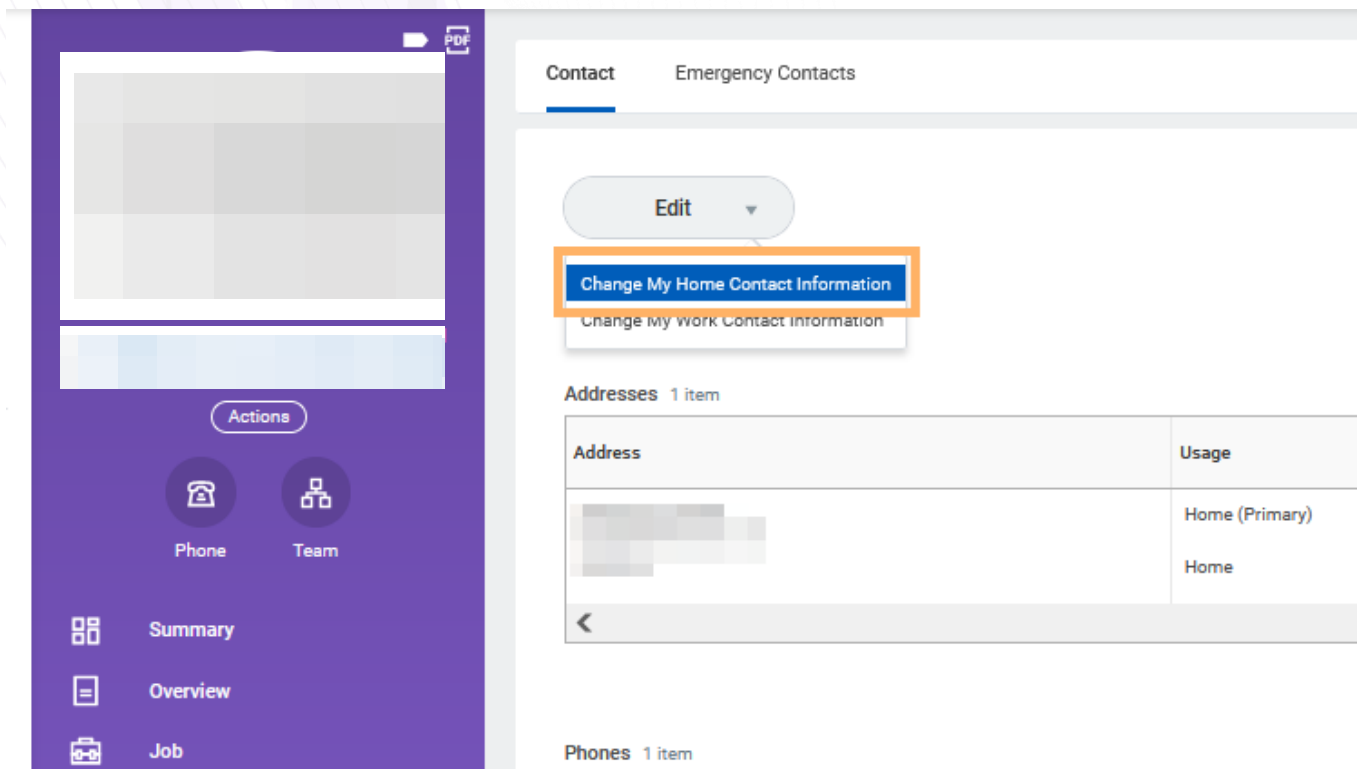 PDF
Contact Emergency Contacts
Edit
Change My Home Contact Information
Change My Work Contact Information
Actions
Phone Team
Summary
Overview
Job
Addresses 1 item
Address Usage
Home (Primary)
Home
Phones 1 item